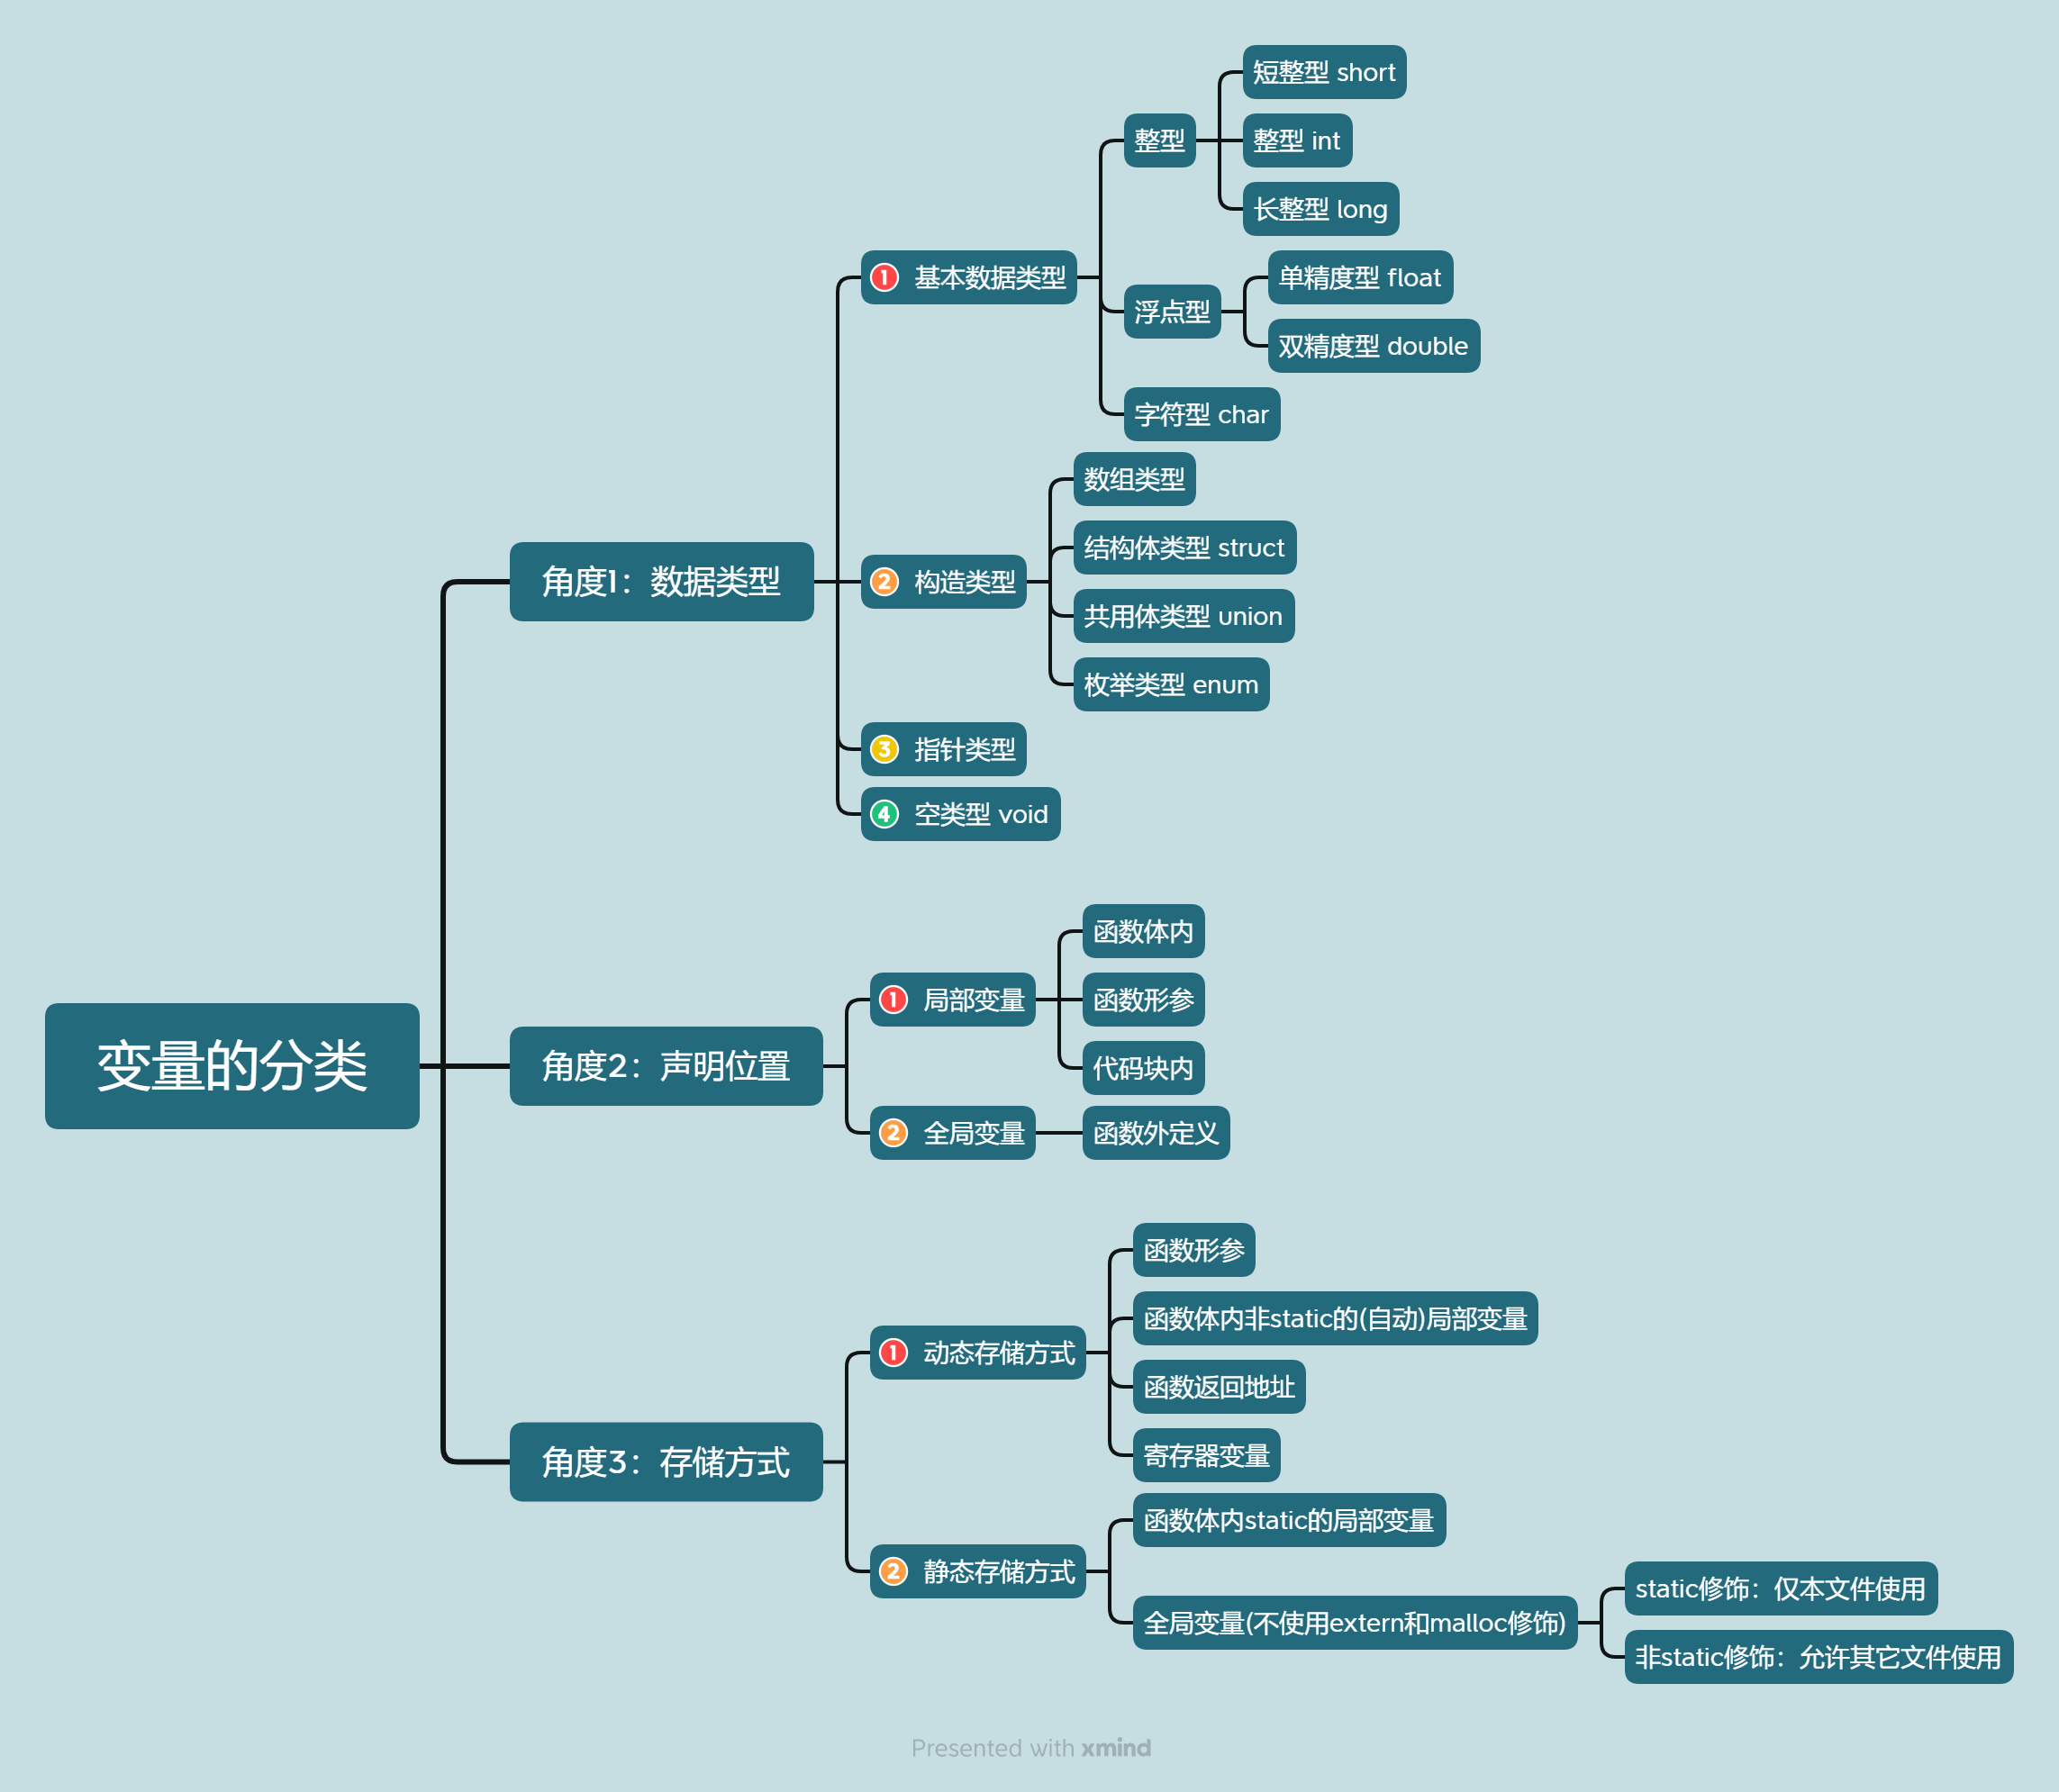 变量的分类
角度1：数据类型
1 基本数据类型
整型
短整型 short
整型 int
长整型 long
浮点型
单精度型 float
双精度型 double
字符型 char
2 构造类型
数组类型
结构体类型 struct
共用体类型 union
枚举类型 enum
3 指针类型
4 空类型 void
角度2：声明位置
1 局部变量
函数体内
函数形参
代码块内
2 全局变量
函数外定义
角度3：存储方式
1 动态存储方式
函数形参
函数体内非static的(自动)局部变量
函数返回地址
寄存器变量
2 静态存储方式
函数体内static的局部变量
全局变量(不使用extern和malloc修饰)
static修饰：仅本文件使用
非static修饰：允许其它文件使用
Presented with xmind